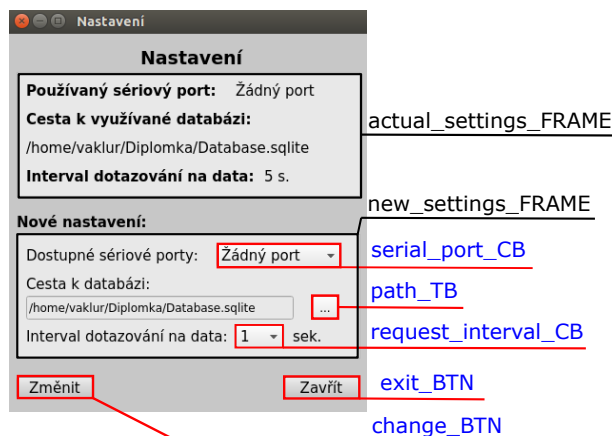 Nastavení
Nastavení
Používaný sériový port: Žádný port
Cesta k využívané databázi:
/home/vaklur/Diplomka/Database.sqlite
Interval dotazování na data: 5 s.
actual_settings_FRAME
new_settings_FRAME
Nové nastavení:
Dostupné sériové porty: Žádný port
serial_port_CB
Cesta k databázi:
/home/vaklur/Diplomka/Database.sqlite ...
path_TB
Interval dotazování na data: 1 sek.
request_interval_CB
Změnit Zavřít
exit_BTN
change_BTN